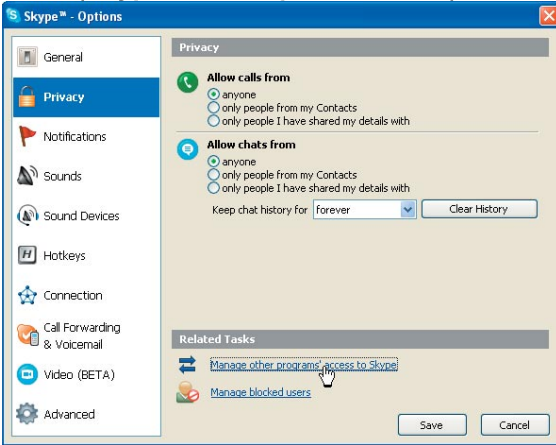 Skype™ - Options
General
Privacy
Notifications
Sounds
Sound Devices
H Hotkeys
Connection
Call Forwarding
& Voicemail
Video (BETA)
Advanced
Privacy
Allow calls from
anyone
only people from my Contacts
only people I have shared my details with
Allow chats from
anyone
only people from my Contacts
only people I have shared my details with
Keep chat history for forever Clear History
Related Tasks
Manage other programs' access to Skype
Manage blocked users
Save Cancel